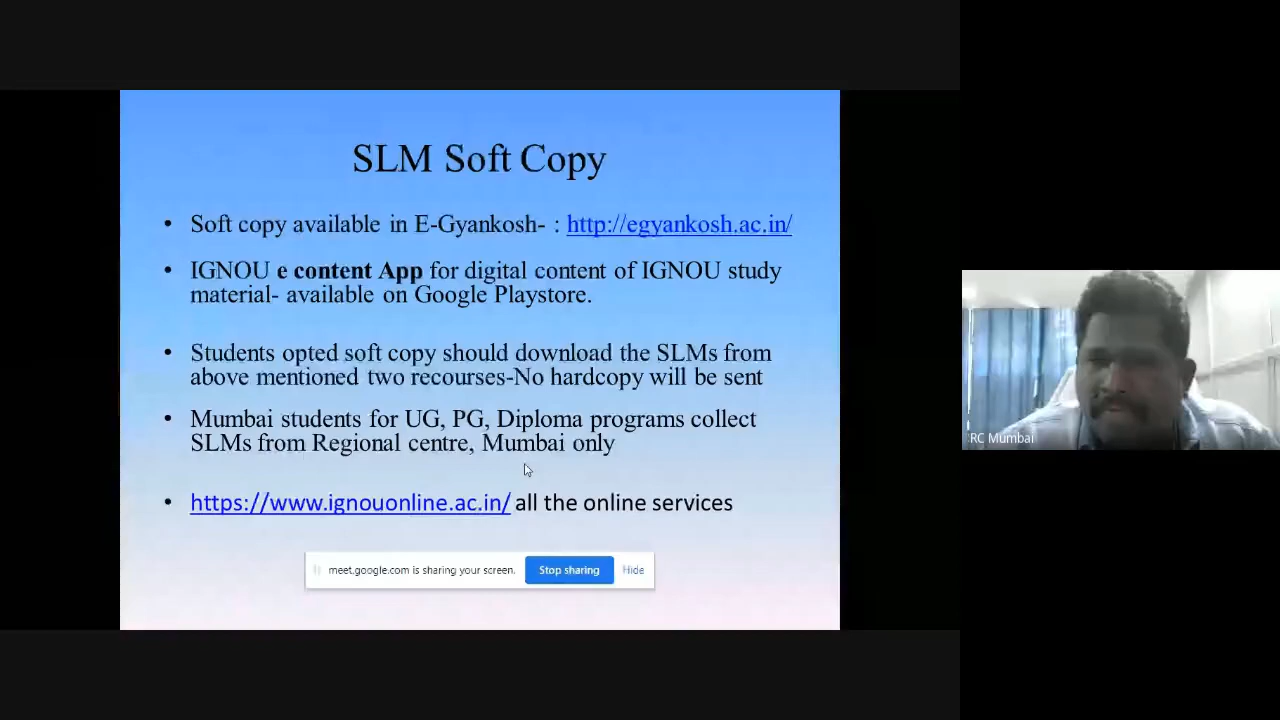 SLM Soft Copy
• Soft copy available in E-Gyankosh- : http://egyankosh.ac.in/
• IGNOU e content App for digital content of IGNOU study
material- available on Google Playstore.
• Students opted soft copy should download the SLMs from
above mentioned two recourses-No hardcopy will be sent
• Mumbai students for UG, PG, Diploma programs collect
SLMs from Regional centre, Mumbai only
• https://www.ignouonline.ac.in/ all the online services
meet.google.com is sharing your screen. Stop sharing Hide
RC Mumbai